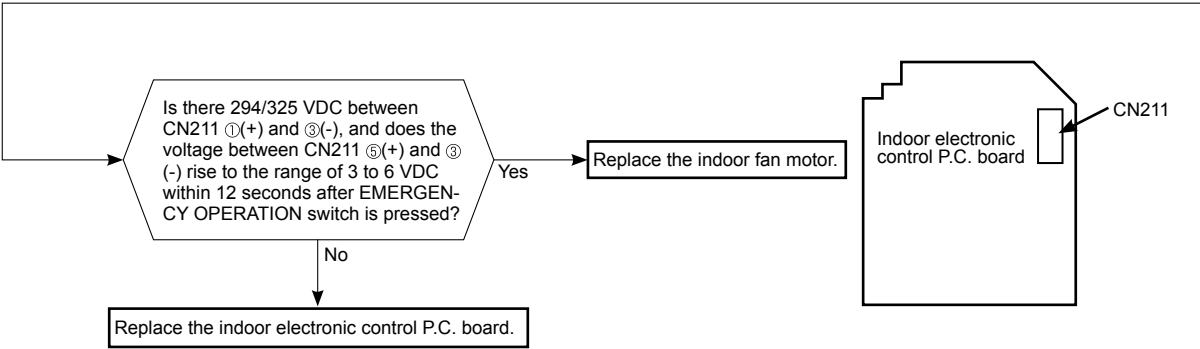 Is there 294/325 VDC between
CN211 ①(+) and ③(-), and does the
voltage between CN211 ⑤(+) and ③
(-) rise to the range of 3 to 6 VDC
within 12 seconds after EMERGEN-
CY OPERATION switch is pressed?
Yes
Replace the indoor fan motor.
No
Replace the indoor electronic control P.C. board.
Indoor electronic
control P.C. board
CN211